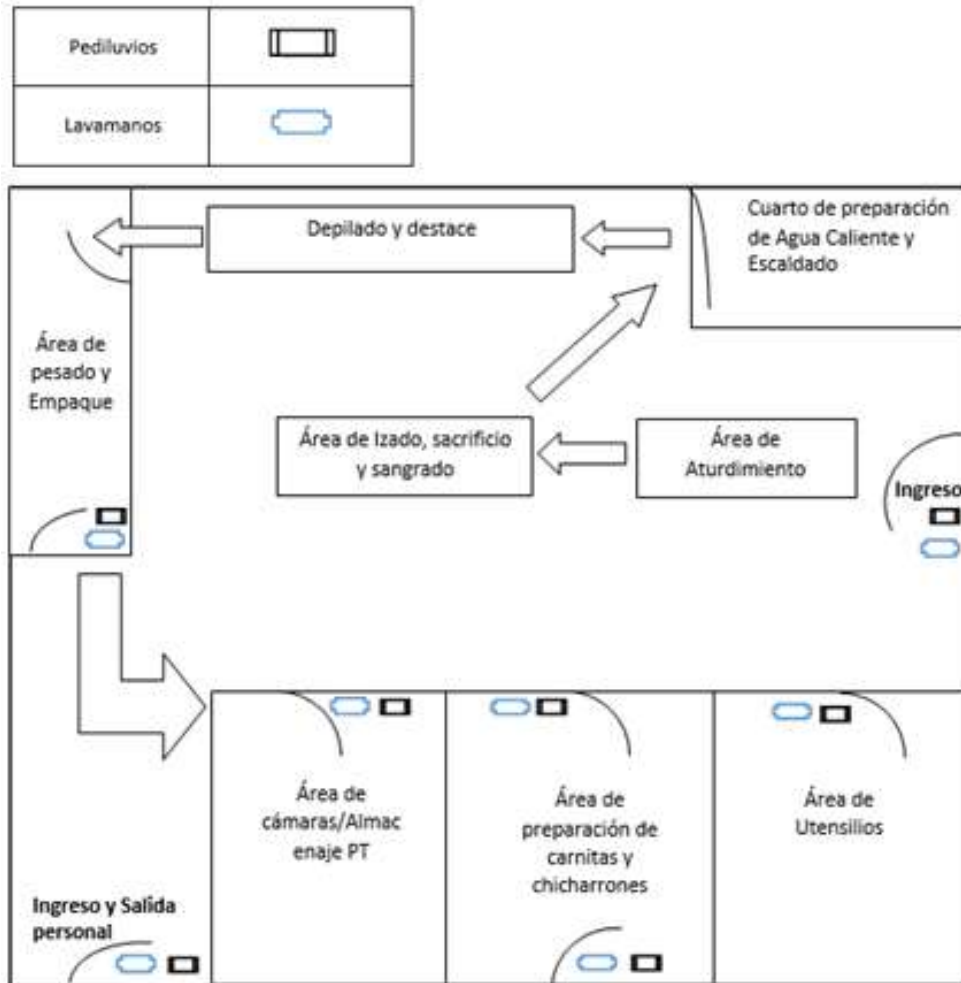 Pediluvios
Lavamanos
Depilado y destace
Cuarto de preparación
de Agua Caliente y
Escaldado
Área de
pesado y
Empaque
Área de Izado, sacrificio
y sangrado
Área de
Aturdimiento
Ingreso
Área de
cámaras/Almac
enaje PT
Área de
preparación de
carnitas y
chicharrones
Área de
Utensilios
Ingreso y Salida
personal